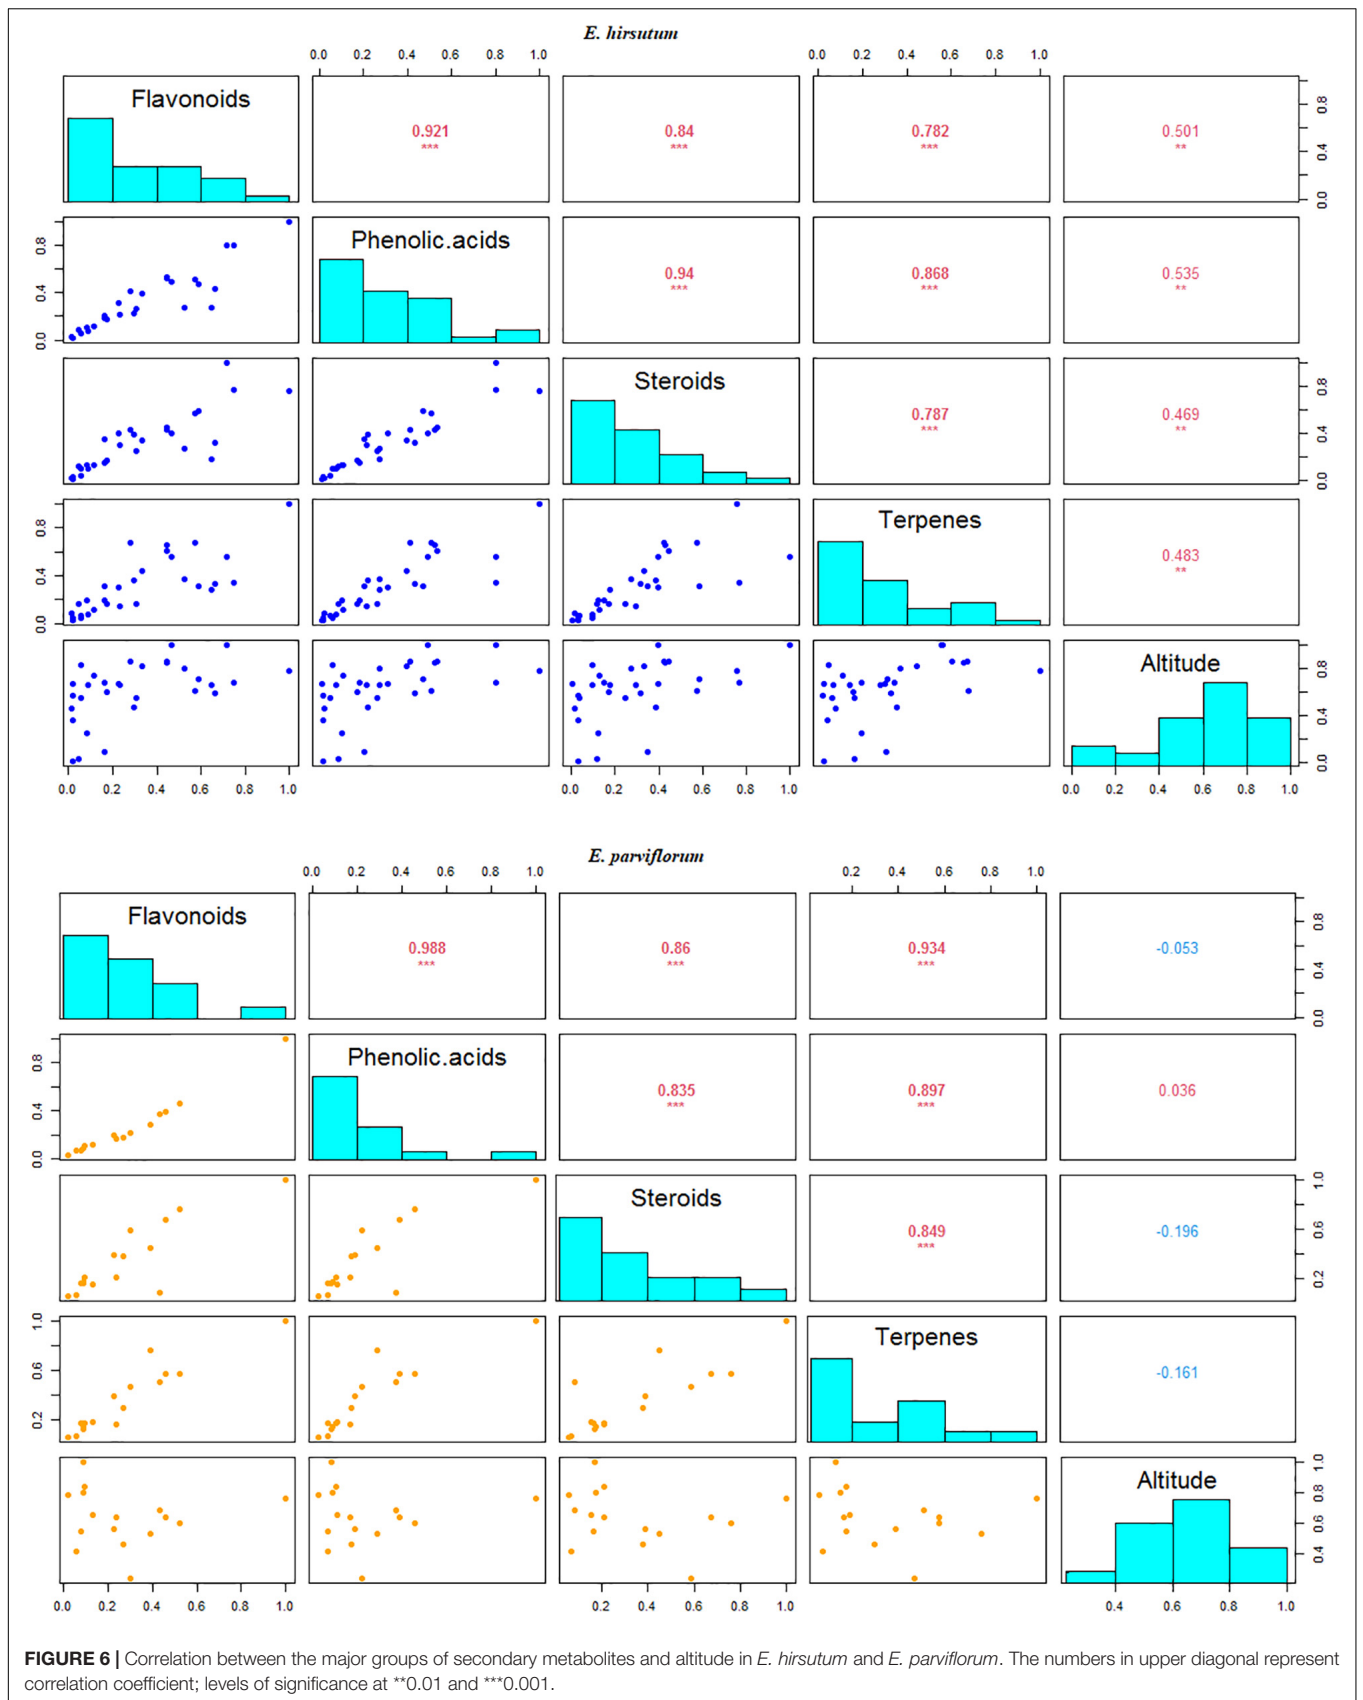 E. hirsutum
0.0 0.2 0.4 0.6 0.8 1.0 0.0 0.2 0.4 0.6 0.8 1.0
Flavonoids 0.921 *** 0.84 *** 0.782 *** 0.501 ** 0.0 0.4 0.8
0.0 0.4 0.8 Phenolic.acids 0.94 *** 0.868 *** 0.535 **
Steroids 0.787 *** 0.469 ** 0.0 0.4 0.8
0.0 0.4 0.8 Terpenes 0.483 **
Altitude 0.0 0.4 0.8
0.0 0.2 0.4 0.6 0.8 1.0 0.0 0.2 0.4 0.6 0.8 1.0 0.0 0.2 0.4 0.6 0.8 1.0
E. parviflorum
0.0 0.2 0.4 0.6 0.8 1.0 0.2 0.4 0.6 0.8 1.0
Flavonoids 0.988 *** 0.86 *** 0.934 *** -0.053 0.0 0.4 0.8
0.0 0.4 0.8 Phenolic.acids 0.835 *** 0.897 *** 0.036
Steroids 0.849 *** -0.196 0.2 0.6 1.0
0.2 0.6 1.0 Terpenes -0.161
Altitude 0.4 0.6 0.8 1.0
0.0 0.2 0.4 0.6 0.8 1.0 0.2 0.4 0.6 0.8 1.0 0.4 0.6 0.8 1.0
FIGURE 6 | Correlation between the major groups of secondary metabolites and altitude in E. hirsutum and E. parviflorum. The numbers in upper diagonal represent
correlation coefficient; levels of significance at **0.01 and ***0.001.